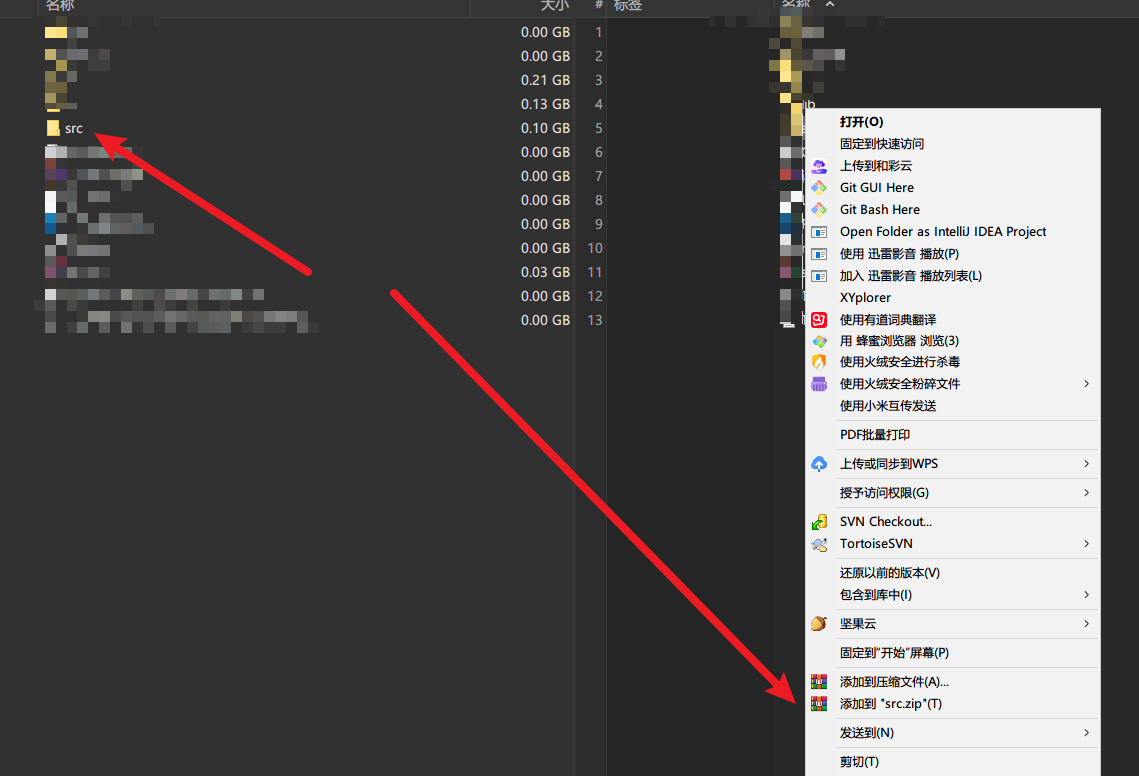 名称 大小 # 标签 名称
0.00 GB 1
0.00 GB 2
0.21 GB 3
0.13 GB 4
src 0.10 GB 5
0.00 GB 6
0.00 GB 7
0.00 GB 8
0.00 GB 9
0.00 GB 10
0.03 GB 11
0.00 GB 12
0.00 GB 13
打开(O)
固定到快速访问
上传到和彩云
Git GUI Here
Git Bash Here
Open Folder as IntelliJ IDEA Project
使用 迅雷影音 播放(P)
加入 迅雷影音 播放列表(L)
XYplorer
使用有道词典翻译
用 蜂蜜浏览器 浏览(3)
使用火绒安全进行杀毒
使用火绒安全粉碎文件
使用小米互传发送
PDF批量打印
上传或同步到WPS
授予访问权限(G)
SVN Checkout...
TortoiseSVN
还原以前的版本(V)
包含到库中(I)
坚果云
固定到"开始"屏幕(P)
添加到压缩文件(A)...
添加到 "src.zip"(T)
发送到(N)
剪切(T)